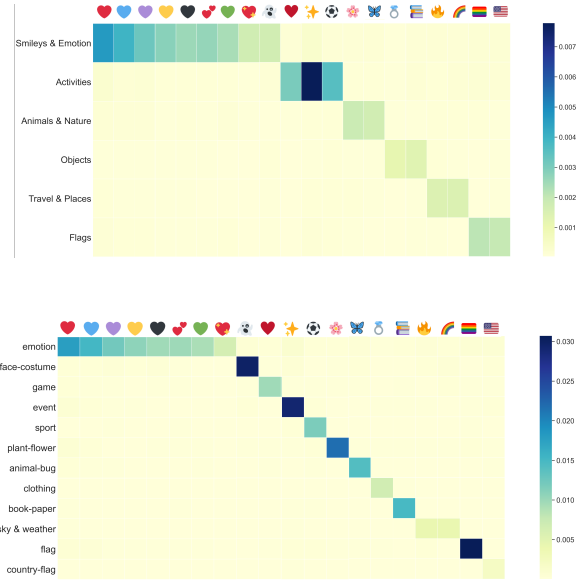 Smileys & Emotion
Activities
Animals & Nature
Objects
Travel & Places
Flags
0.007
0.006
0.005
0.004
0.003
0.002
0.001
emotion
face-costume
game
event
sport
plant-flower
animal-bug
clothing
book-paper
sky & weather
flag
country-flag
0.030
0.025
0.020
0.015
0.010
0.005